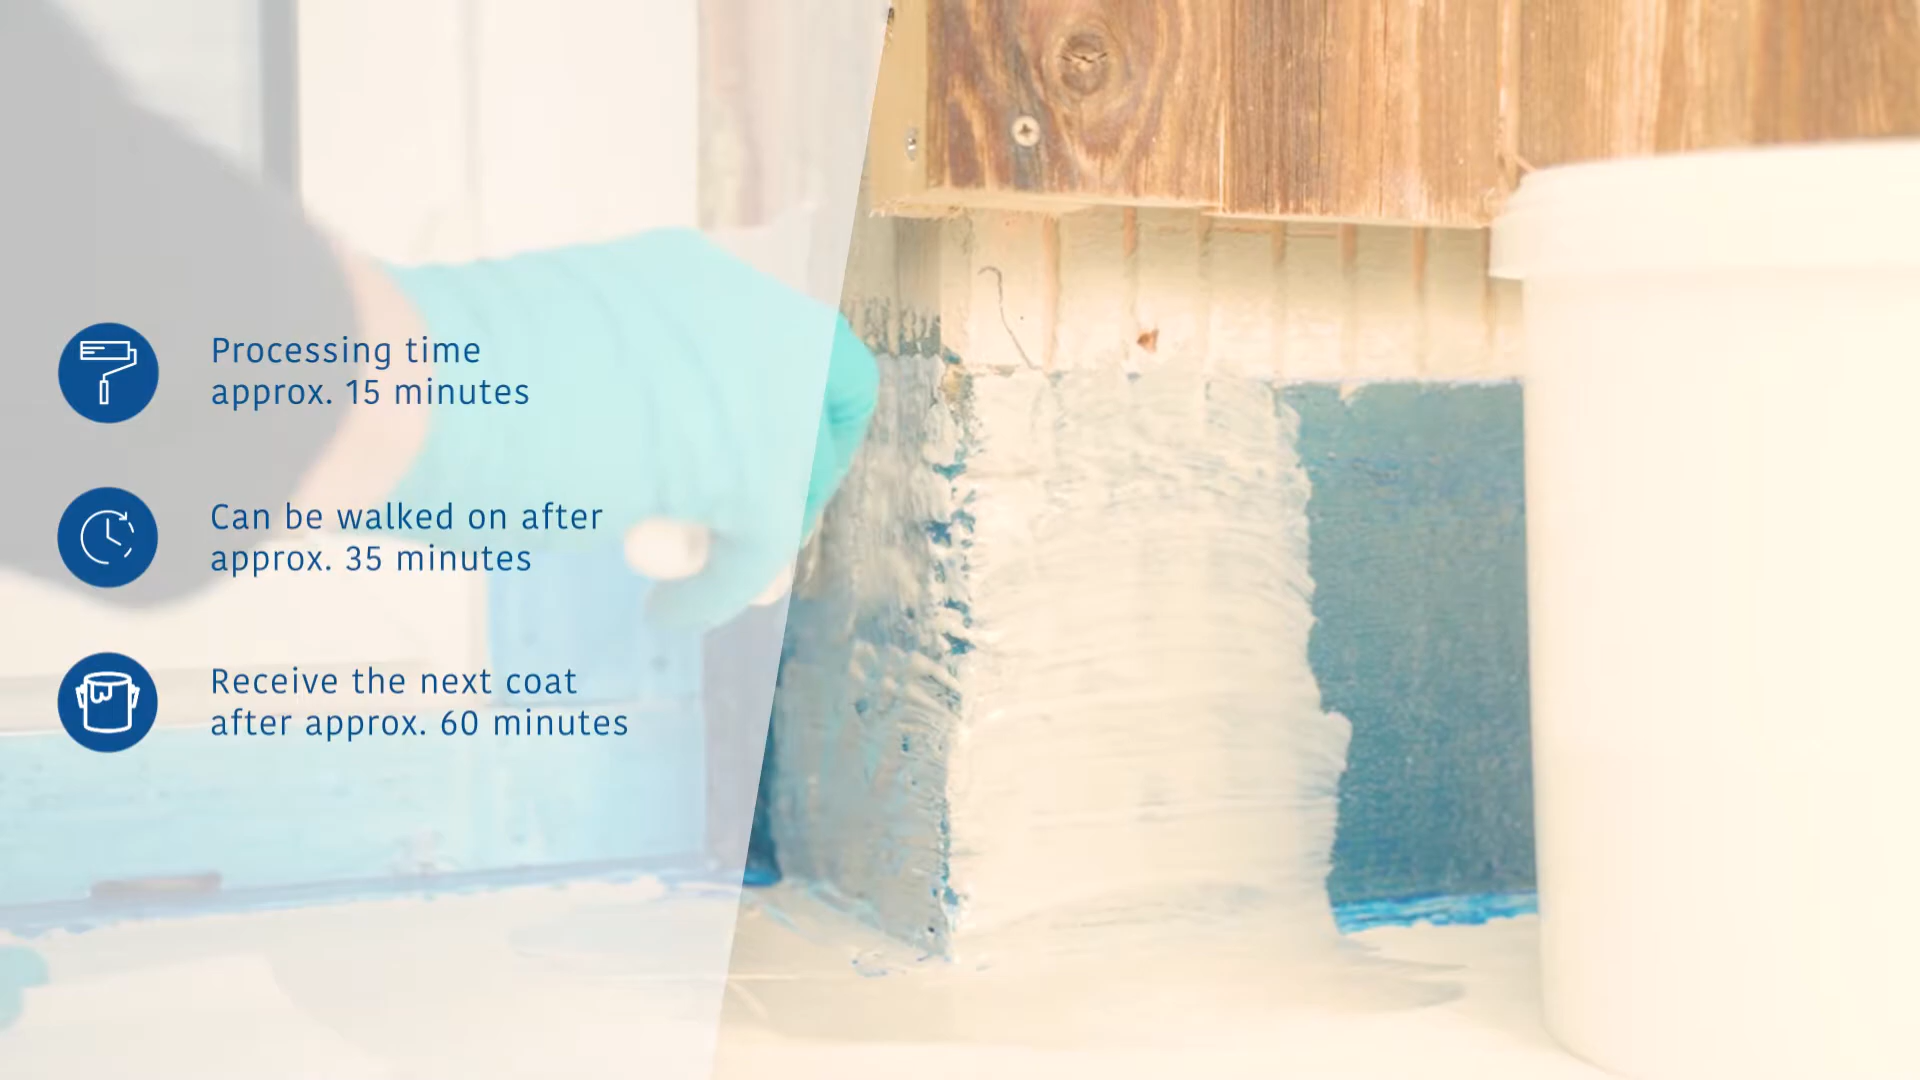 Processing time
approx. 15 minutes
Can be walked on after
approx. 35 minutes
Receive the next coat
after approx. 60 minutes